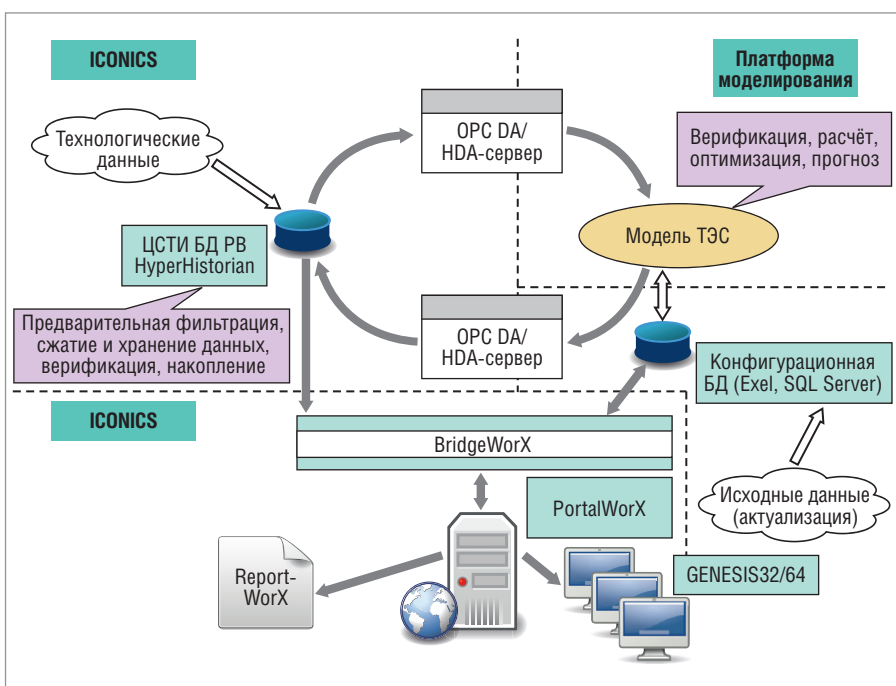 ICONICS
Платформа
моделирования
Технологические
данные
OPC DA/
HDA-сервер
Верификация, расчёт,
оптимизация, прогноз
Модель ТЭС
ЦСТИ БД РВ
HyperHistorian
Предварительная фильтрация,
сжатие и хранение данных,
верификация, накопление
OPC DA/
HDA-сервер
Конфигурационная
БД (Exel, SQL Server)
ICONICS
BridgeWorX
PortalWorX
Исходные данные
(актуализация)
Report-
WorX
GENESIS32/64